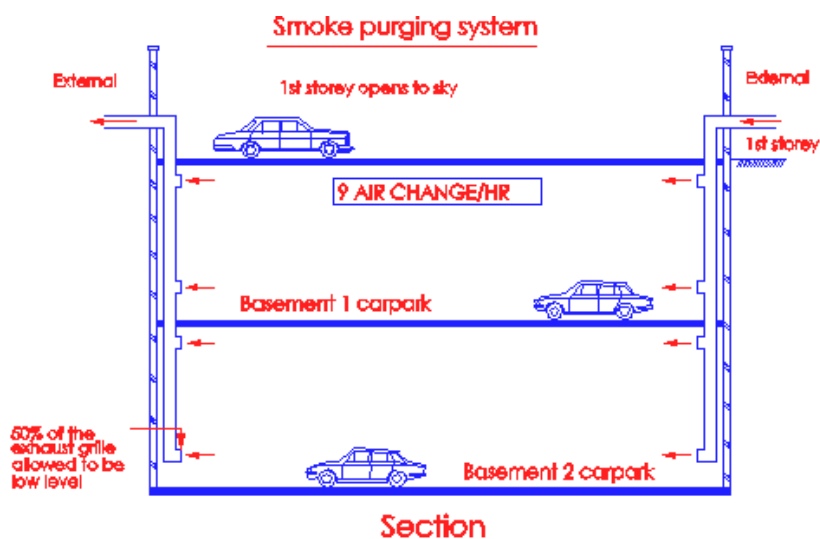 Smoke purging system
External
1st storey opens to sky
External
1st storey
9 AIR CHANGE/HR
Basement 1 carpark
50% of the
exhaust grille
allowed to be
low level
Basement 2 carpark
Section